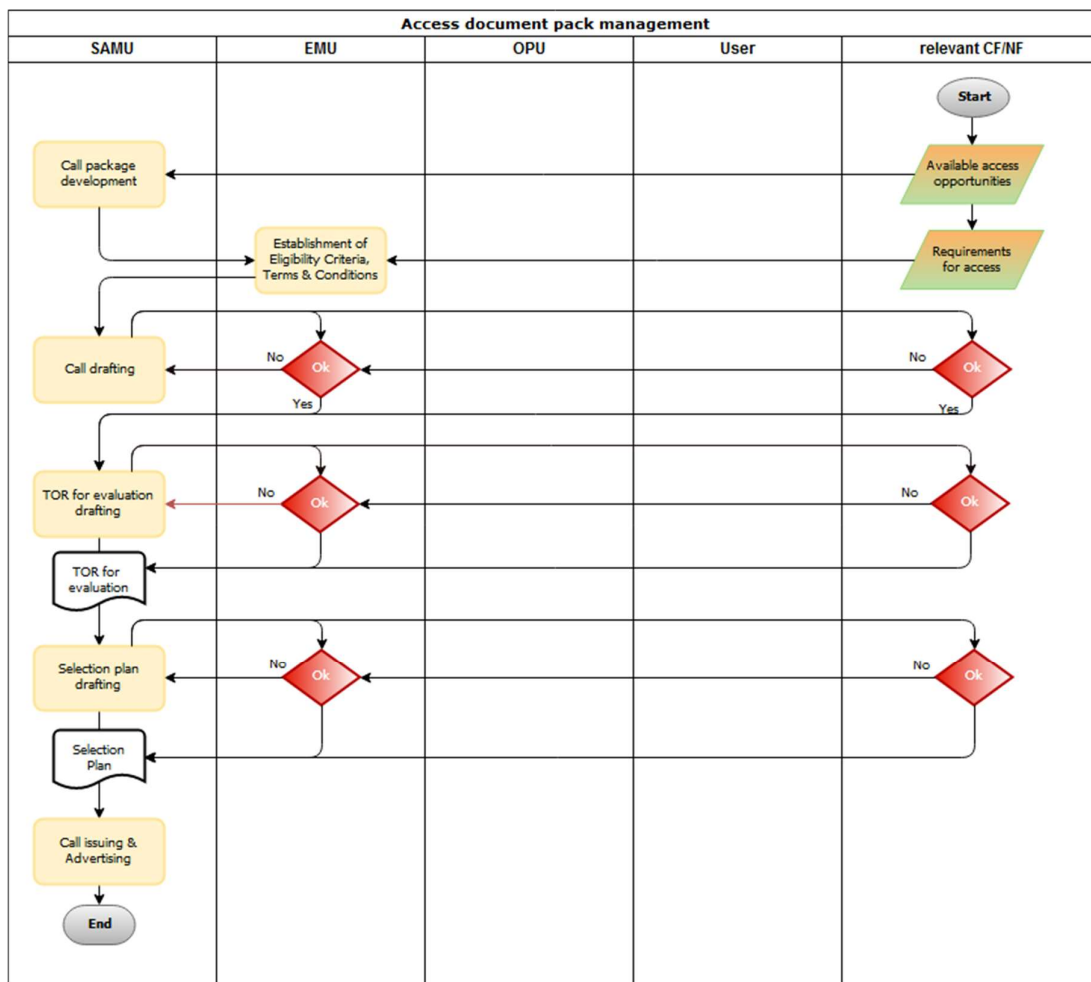 Access document pack management
SAMU
EMU
OPU
User
relevant CF/NF
Start
Call package
development
Available access
opportunities
Establishment of
Eligibility Criteria,
Terms & Conditions
Requirements
for access
Call drafting
No
Ok
No
Ok
Yes
Yes
TOR for evaluation
drafting
No
Ok
No
Ok
TOR for
evaluation
Selection plan
drafting
No
Ok
No
Ok
Selection
Plan
Call issuing &
Advertising
End